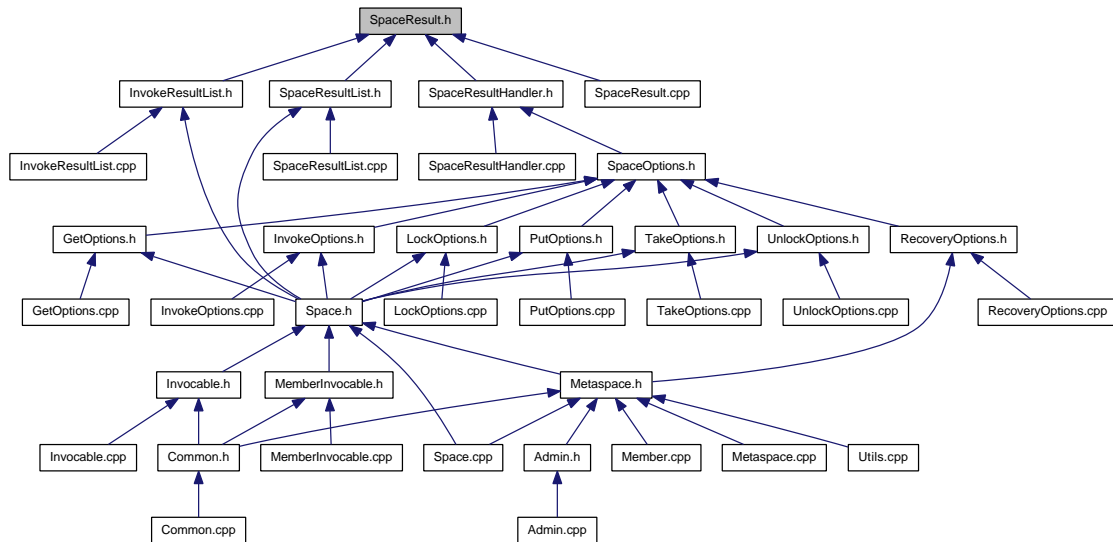 SpaceResult.h
InvokeResultList.h
SpaceResultList.h
SpaceResultHandler.h
SpaceResult.cpp
InvokeResultList.cpp
SpaceResultList.cpp
SpaceResultHandler.cpp
SpaceOptions.h
GetOptions.h
InvokeOptions.h
LockOptions.h
PutOptions.h
TakeOptions.h
UnlockOptions.h
RecoveryOptions.h
GetOptions.cpp
InvokeOptions.cpp
Space.h
LockOptions.cpp
PutOptions.cpp
TakeOptions.cpp
UnlockOptions.cpp
RecoveryOptions.cpp
Invocable.h
MemberInvocable.h
Metaspace.h
Invocable.cpp
Common.h
MemberInvocable.cpp
Space.cpp
Admin.h
Member.cpp
Metaspace.cpp
Utils.cpp
Common.cpp
Admin.cpp